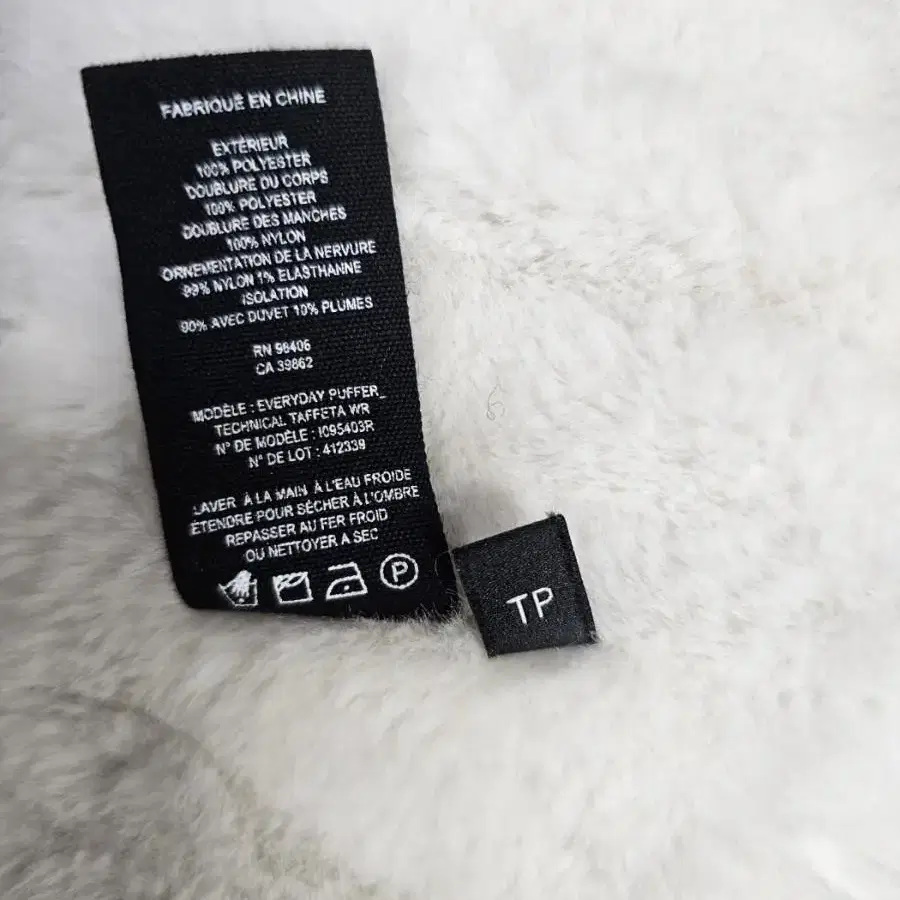 FABRIQUÉ EN CHINE
EXTÉRIEUR
100% POLYESTER
DOUBLURE DU CORPS
100% POLYESTER
DOUBLURE DES MANCHES
100% NYLON
ORNEMENTATION DE LA NERVURE
99% NYLON 1% ELASTHANNE
ISOLATION
90% AVEC DUVET 10% PLUMES
RN 98406
CA 39862
MODÈLE : EVERYDAY PUFFER_
TECHNICAL TAFFETA WR
N° DE MODÈLE : I095403R
N° DE LOT : 412339
LAVER À LA MAIN À L'EAU FROIDE
ÉTENDRE POUR SÉCHER À L'OMBRE
REPASSER AU FER FROID
OU NETTOYER A SEC
P
TP